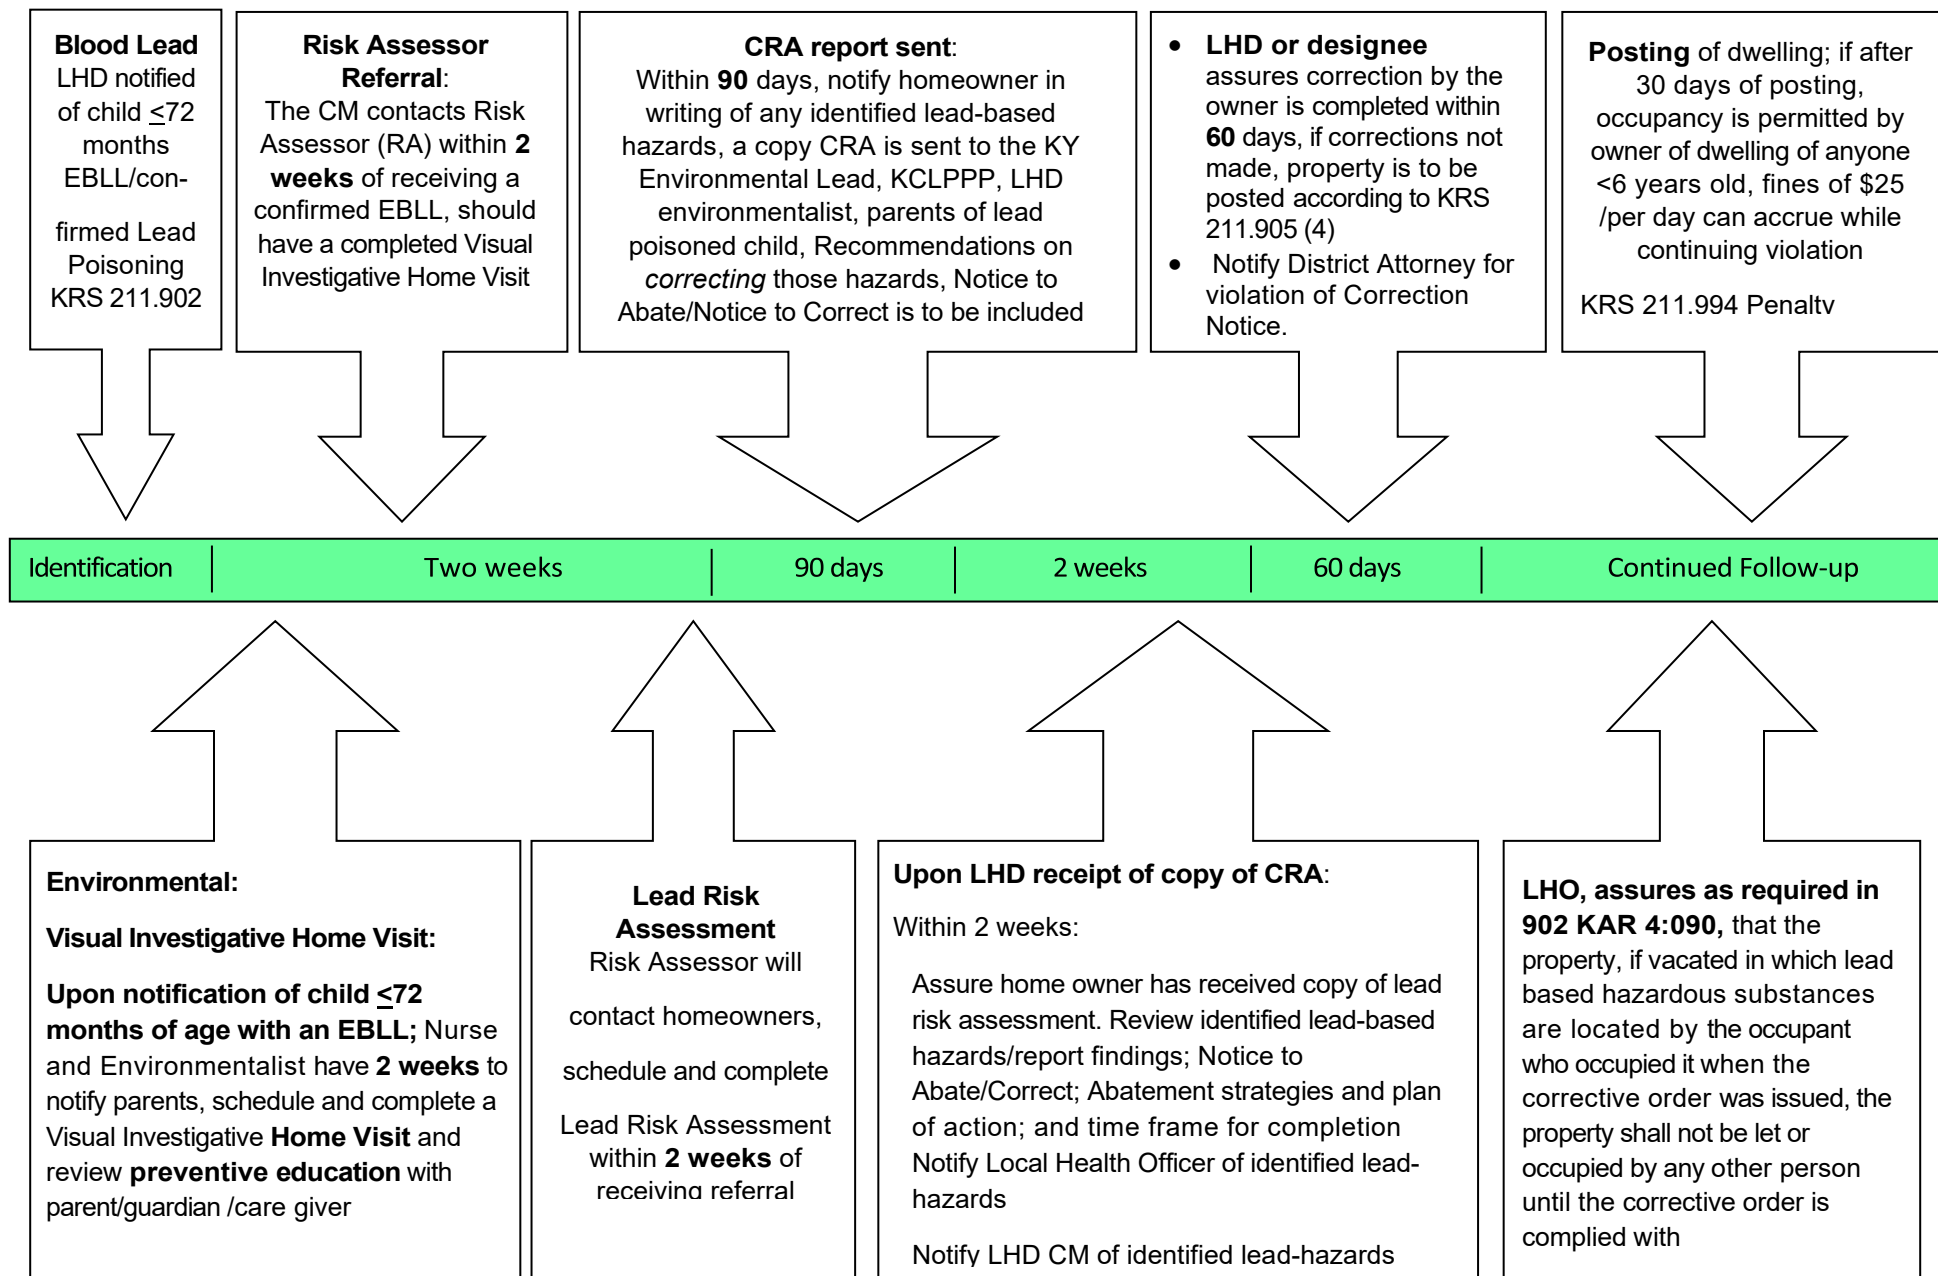 Blood Lead
LHD notified
of child <72
months
EBLL/con-
firmed Lead
Poisoning
KRS 211.902
Risk Assessor
Referral:
The CM contacts Risk
Assessor (RA) within 2
weeks of receiving a
confirmed EBLL, should
have a completed Visual
Investigative Home Visit
CRA report sent:
Within 90 days, notify homeowner in
writing of any identified lead-based
hazards, a copy CRA is sent to the KY
Environmental Lead, KCLPPP, LHD
environmentalist, parents of lead
poisoned child, Recommendations on
correcting those hazards, Notice to
Abate/Notice to Correct is to be included
• LHD or designee
assures correction by the
owner is completed within
60 days, if corrections not
made, property is to be
posted according to KRS
211.905 (4)
• Notify District Attorney for
violation of Correction
Notice.
Posting of dwelling; if after
30 days of posting,
occupancy is permitted by
owner of dwelling of anyone
<6 years old, fines of $25
/per day can accrue while
continuing violation
KRS 211.994 Penalty
Identification | Two weeks | 90 days | 2 weeks | 60 days | Continued Follow-up
Environmental:
Visual Investigative Home Visit:
Upon notification of child <72
months of age with an EBLL; Nurse
and Environmentalist have 2 weeks to
notify parents, schedule and complete a
Visual Investigative Home Visit and
review preventive education with
parent/guardian /care giver
Lead Risk
Assessment
Risk Assessor will
contact homeowners,
schedule and complete
Lead Risk Assessment
within 2 weeks of
receiving referral
Upon LHD receipt of copy of CRA:
Within 2 weeks:
Assure home owner has received copy of lead
risk assessment. Review identified lead-based
hazards/report findings; Notice to
Abate/Correct; Abatement strategies and plan
of action; and time frame for completion
Notify Local Health Officer of identified lead-
hazards
Notify LHD CM of identified lead-hazards
LHO, assures as required in
902 KAR 4:090, that the
property, if vacated in which lead
based hazardous substances
are located by the occupant
who occupied it when the
corrective order was issued, the
property shall not be let or
occupied by any other person
until the corrective order is
complied with